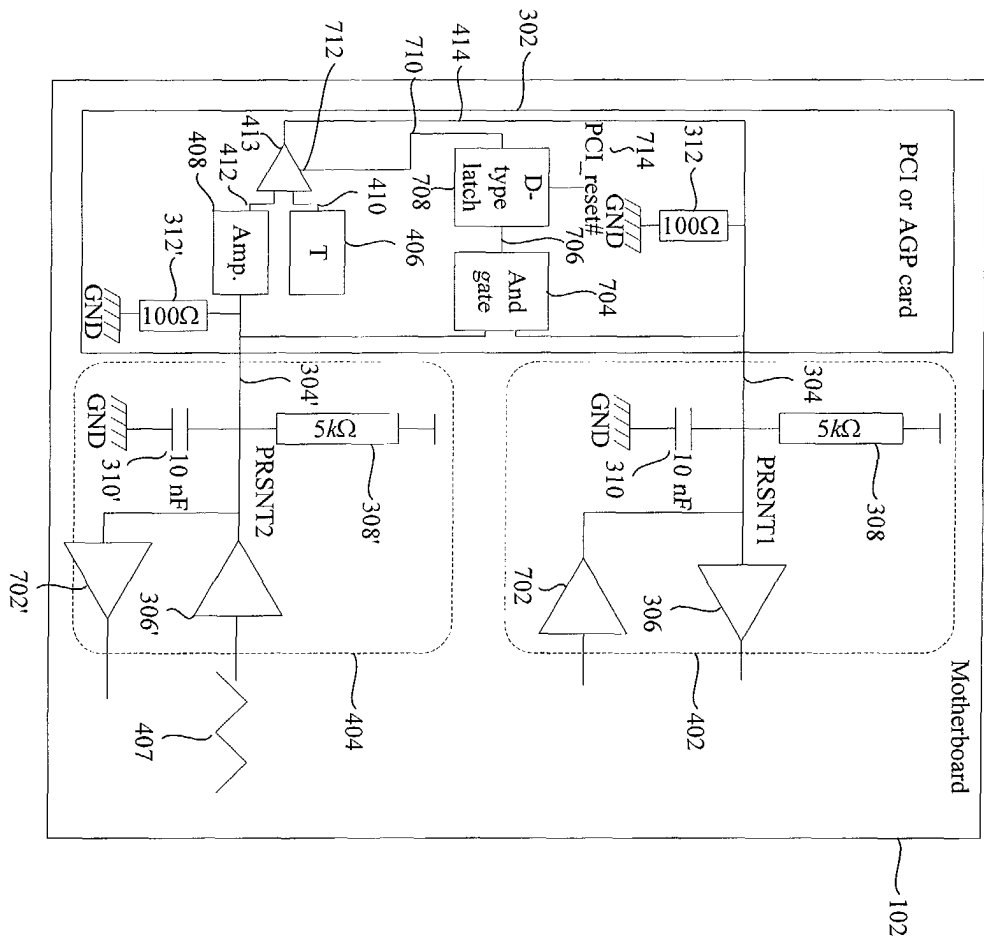 Motherboard
PCI or AGP card
102
308
5kΩ
304
PRSNT1
312
100Ω
306
402
10 nF
310
GND
GND
714
PCI_reset#
702
704
706
D-type
latch
And
gate
708
414
302
710
712
406
404
T
410
308'
5kΩ
304'
PRSNT2
306'
413
412
408
Amp.
312'
100Ω
GND
10 nF
310'
GND
407
702'